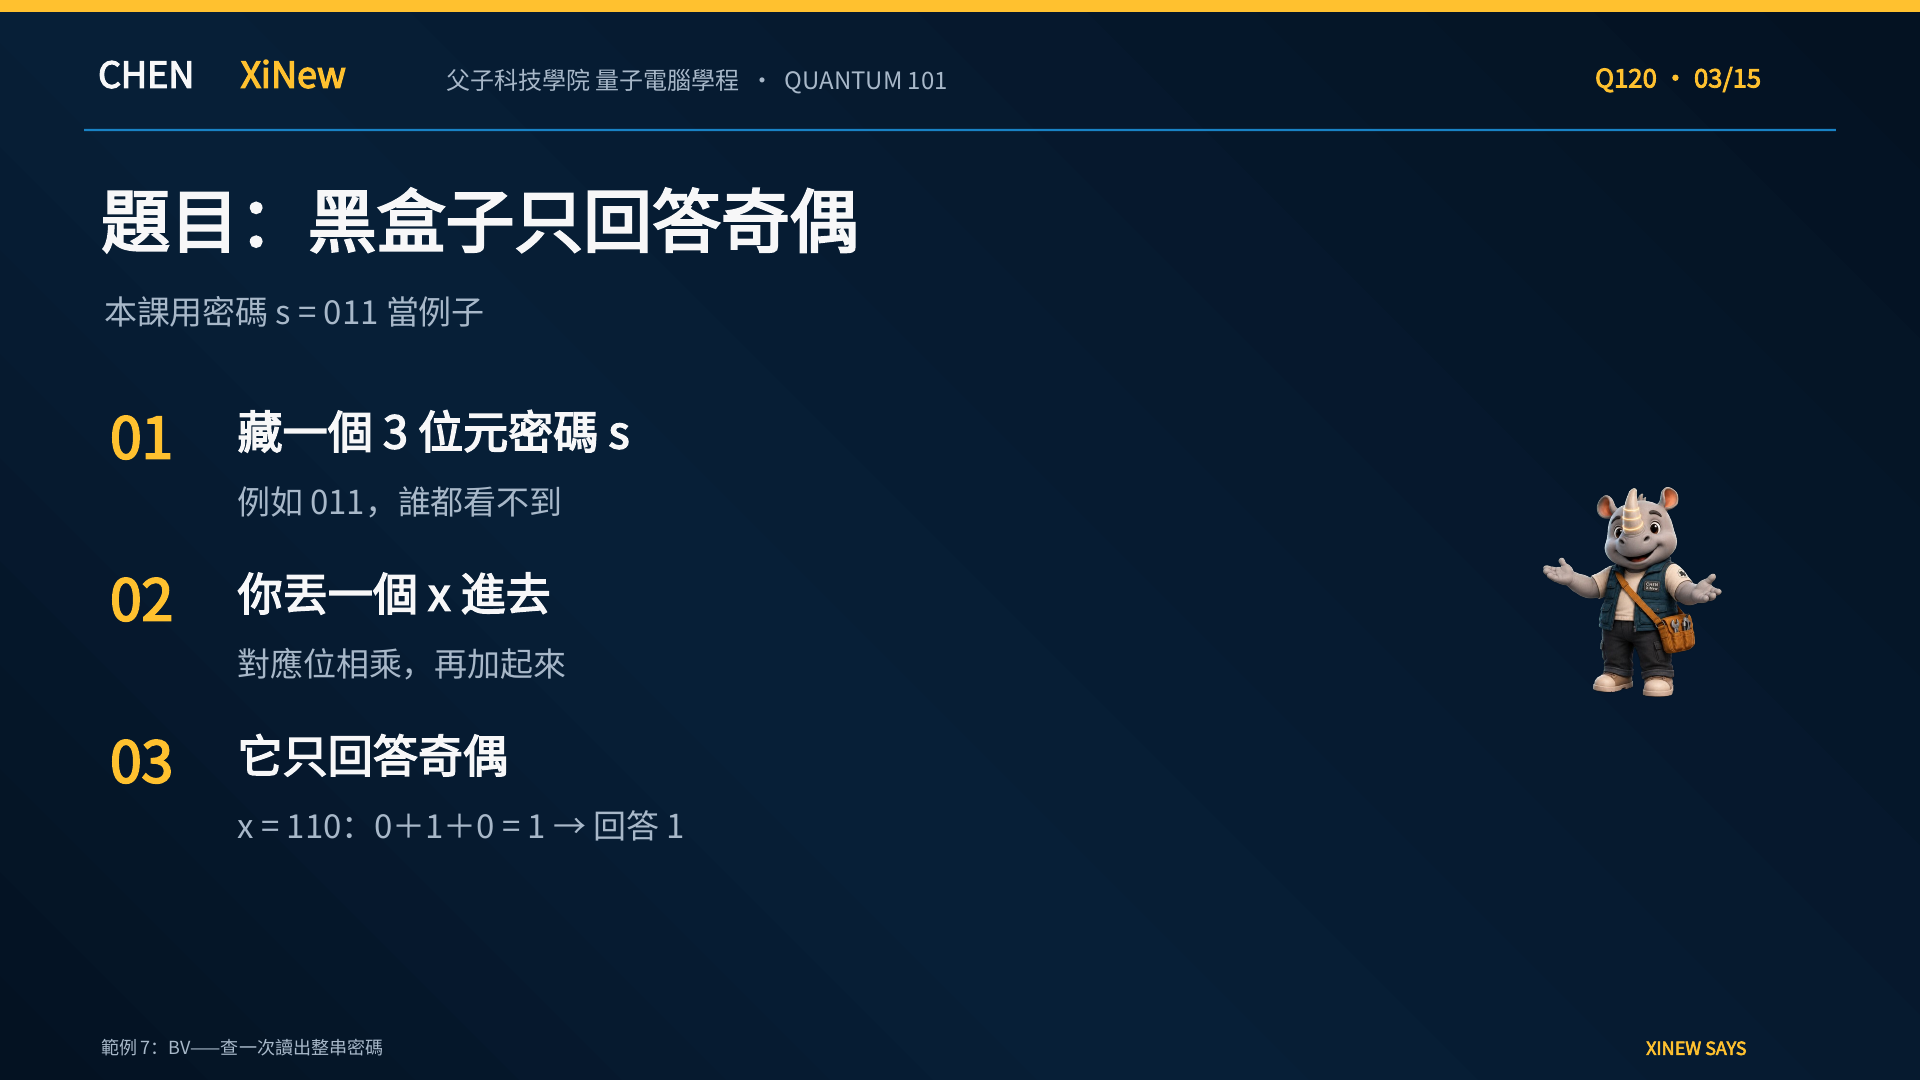 CHEN XiNew 父子科技學院 量子電腦學程 · QUANTUM 101 Q120 · 03/15
題目：黑盒子只回答奇偶
本課用密碼 s = 011 當例子
01 藏一個 3 位元密碼 s
例如 011，誰都看不到
02 你丟一個 x 進去
對應位相乘，再加起來
03 它只回答奇偶
x = 110：0＋1＋0 = 1 → 回答 1
範例 7：BV——查一次讀出整串密碼
XINEW SAYS